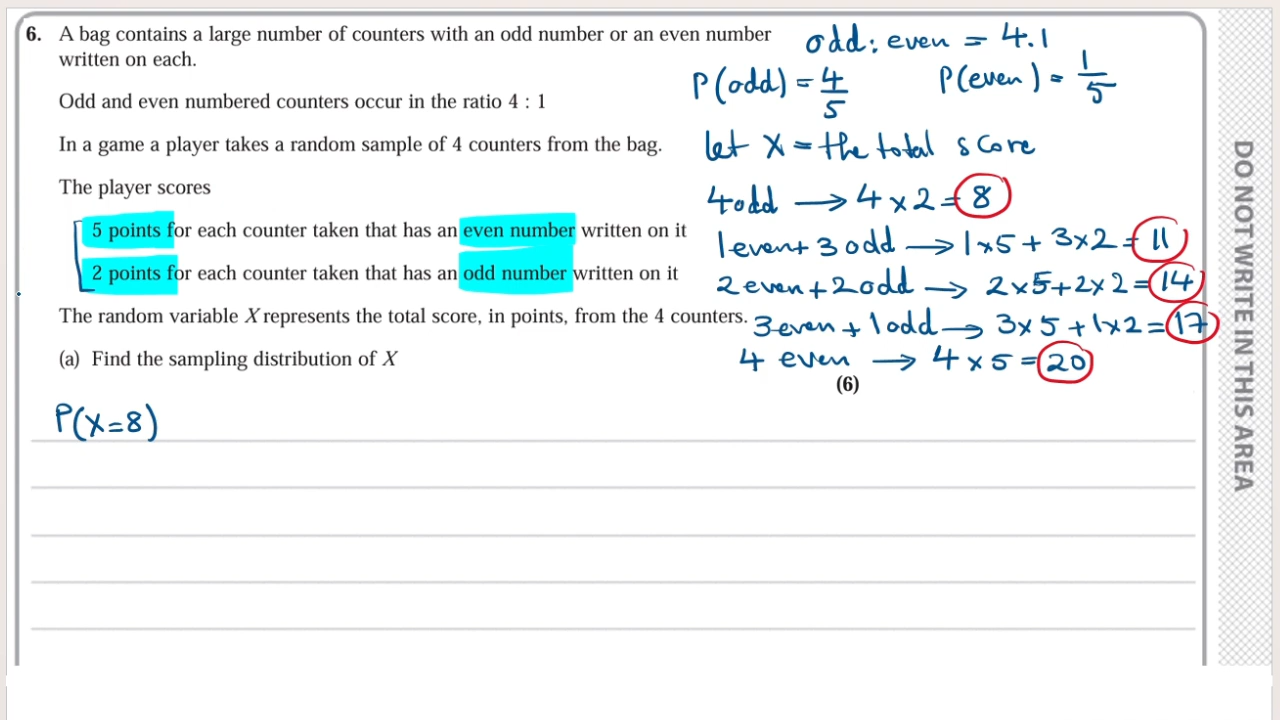 6. A bag contains a large number of counters with an odd number or an even number
written on each.
Odd and even numbered counters occur in the ratio 4 : 1
In a game a player takes a random sample of 4 counters from the bag.
The player scores
5 points for each counter taken that has an even number written on it
2 points for each counter taken that has an odd number written on it
The random variable X represents the total score, in points, from the 4 counters.
(a) Find the sampling distribution of X
(6)
odd: even = 4.1
P(odd) = 4/5 P(even) = 1/5
let X = the total score
4 odd → 4 × 2 = 8
1 even + 3 odd → 1×5 + 3×2 = 11
2 even + 2 odd → 2×5 + 2×2 = 14
3 even + 1 odd → 3×5 + 1×2 = 17
4 even → 4 × 5 = 20
P(X=8)
DO NOT WRITE IN THIS AREA